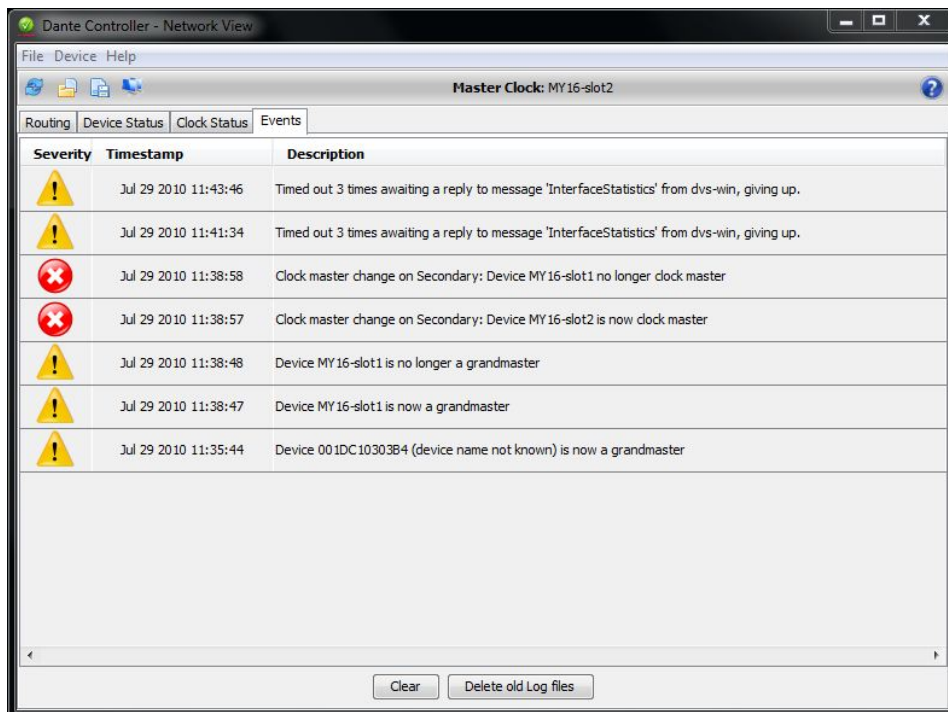 Dante Controller - Network View
File Device Help
Master Clock: MY16-slot2
Routing Device Status Clock Status Events
Severity Timestamp Description
Jul 29 2010 11:43:46 Timed out 3 times awaiting a reply to message 'InterfaceStatistics' from dvs-win, giving up.
Jul 29 2010 11:41:34 Timed out 3 times awaiting a reply to message 'InterfaceStatistics' from dvs-win, giving up.
Jul 29 2010 11:38:58 Clock master change on Secondary: Device MY16-slot1 no longer clock master
Jul 29 2010 11:38:57 Clock master change on Secondary: Device MY16-slot2 is now clock master
Jul 29 2010 11:38:48 Device MY16-slot1 is no longer a grandmaster
Jul 29 2010 11:38:47 Device MY16-slot1 is now a grandmaster
Jul 29 2010 11:35:44 Device 001DC10303B4 (device name not known) is now a grandmaster
Clear Delete old Log files